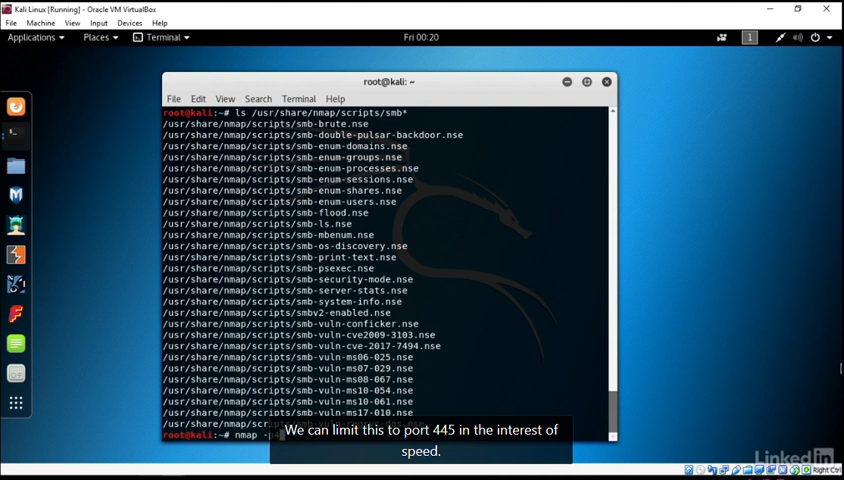 Kali Linux [Running] - Oracle VM VirtualBox
File Machine View Input Devices Help
Applications Places Terminal Fri 00:20 1
root@kali: ~
File Edit View Search Terminal Help
root@kali:~# ls /usr/share/nmap/scripts/smb*
/usr/share/nmap/scripts/smb-brute.nse
/usr/share/nmap/scripts/smb-double-pulsar-backdoor.nse
/usr/share/nmap/scripts/smb-enum-domains.nse
/usr/share/nmap/scripts/smb-enum-groups.nse
/usr/share/nmap/scripts/smb-enum-processes.nse
/usr/share/nmap/scripts/smb-enum-sessions.nse
/usr/share/nmap/scripts/smb-enum-shares.nse
/usr/share/nmap/scripts/smb-enum-users.nse
/usr/share/nmap/scripts/smb-flood.nse
/usr/share/nmap/scripts/smb-ls.nse
/usr/share/nmap/scripts/smb-mbenum.nse
/usr/share/nmap/scripts/smb-os-discovery.nse
/usr/share/nmap/scripts/smb-print-text.nse
/usr/share/nmap/scripts/smb-psexec.nse
/usr/share/nmap/scripts/smb-security-mode.nse
/usr/share/nmap/scripts/smb-server-stats.nse
/usr/share/nmap/scripts/smb-system-info.nse
/usr/share/nmap/scripts/smbv2-enabled.nse
/usr/share/nmap/scripts/smb-vuln-conficker.nse
/usr/share/nmap/scripts/smb-vuln-cve2009-3103.nse
/usr/share/nmap/scripts/smb-vuln-cve-2017-7494.nse
/usr/share/nmap/scripts/smb-vuln-ms06-025.nse
/usr/share/nmap/scripts/smb-vuln-ms07-029.nse
/usr/share/nmap/scripts/smb-vuln-ms08-067.nse
/usr/share/nmap/scripts/smb-vuln-ms10-054.nse
/usr/share/nmap/scripts/smb-vuln-ms10-061.nse
/usr/share/nmap/scripts/smb-vuln-ms17-010.nse
/usr/share/nmap/scripts/
root@kali:~# nmap -p4
We can limit this to port 445 in the interest of
speed.
Linked in
Right Ctrl